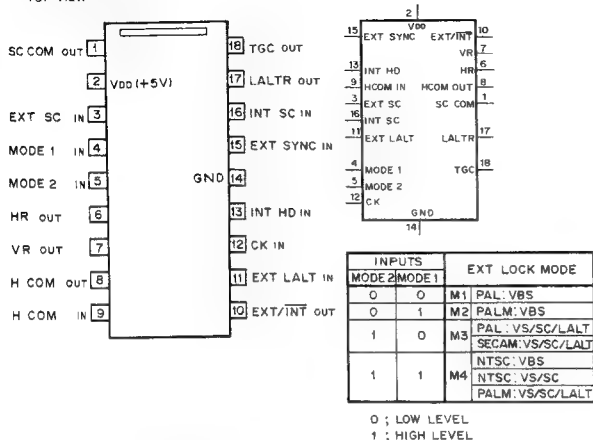 TOP VIEW
SC COM OUT 1
2 VDD (+5V)
EXT SC IN 3
MODE 1 IN 4
MODE 2 IN 5
HR OUT 6
VR OUT 7
H COM OUT 8
H COM IN 9
18 TGC OUT
17 LALTR OUT
16 INT SC IN
15 EXT SYNC IN
GND 14
13 INT HD IN
12 CK IN
11 EXT LALT IN
10 EXT/INT OUT
2
VDD
15 EXT SYNC EXT/INT 10
VR 7
13 INT HD HR 6
9 HCOM IN HCOM OUT 8
3 EXT SC SC COM 1
16 INT SC
11 EXT LALT LALTR 17
4 MODE 1 TGC 18
5 MODE 2
12 CK
GND
14
INPUTS EXT LOCK MODE
MODE 2 MODE 1
0 0 M1 PAL: VBS
0 1 M2 PALM: VBS
1 0 M3 PAL: VS/SC/LALT
SECAM: VS/SC/LALT
1 1 M4 NTSC: VBS
NTSC: VS/SC
PALM: VS/SC/LALT
0 ; LOW LEVEL
1 ; HIGH LEVEL